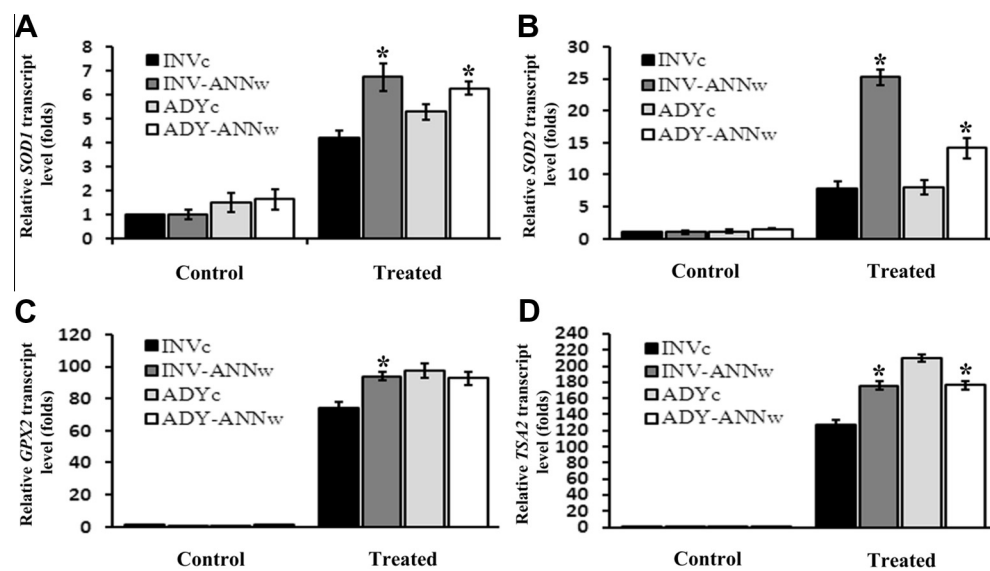 A
Relative SOD1 transcript
level (folds)
8
7
6
5
4
3
2
1
0
INVc
INV-ANNw
ADYc
ADY-ANNw
*
*
Control
Treated
B
Relative SOD2 transcript
level (folds)
30
25
20
15
10
5
0
INVc
INV-ANNw
ADYc
ADY-ANNw
*
*
Control
Treated
C
Relative GPX2 transcript
level (folds)
120
100
80
60
40
20
0
INVc
INV-ANNw
ADYc
ADY-ANNw
*
Control
Treated
D
Relative TSA2 transcript
level (folds)
240
220
200
180
160
140
120
100
80
60
40
20
0
INVc
INV-ANNw
ADYc
ADY-ANNw
*
*
Control
Treated